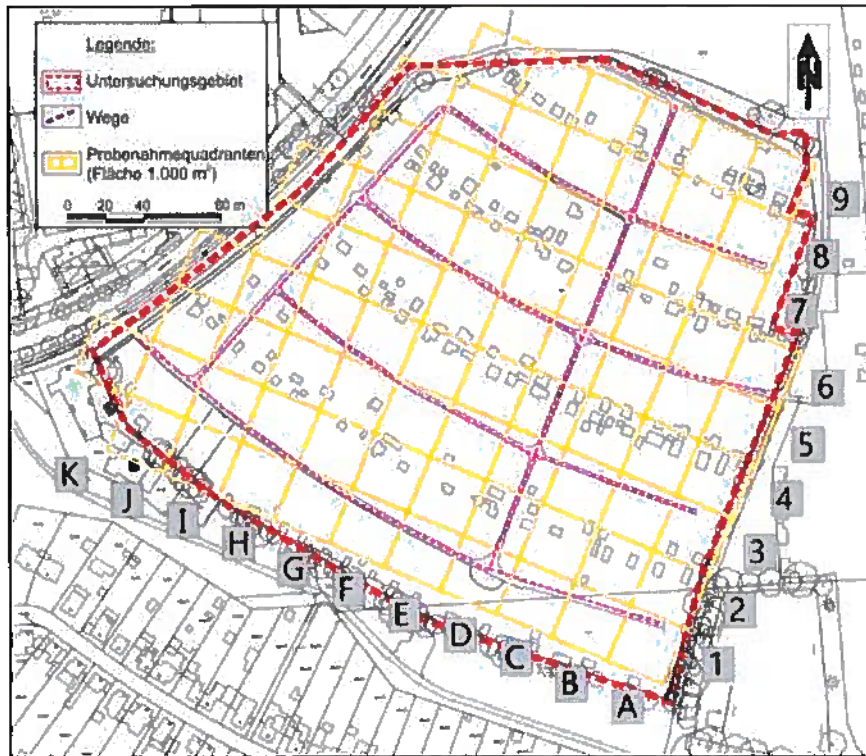 Legende:
Untersuchungsgebiet
Wege
Probenahmequadranten
(Fläche 1.000 m²)
0 20 40 80 m
N
9
8
7
6
5
4
3
2
1
K
J
I
H
G
F
E
D
C
B
A